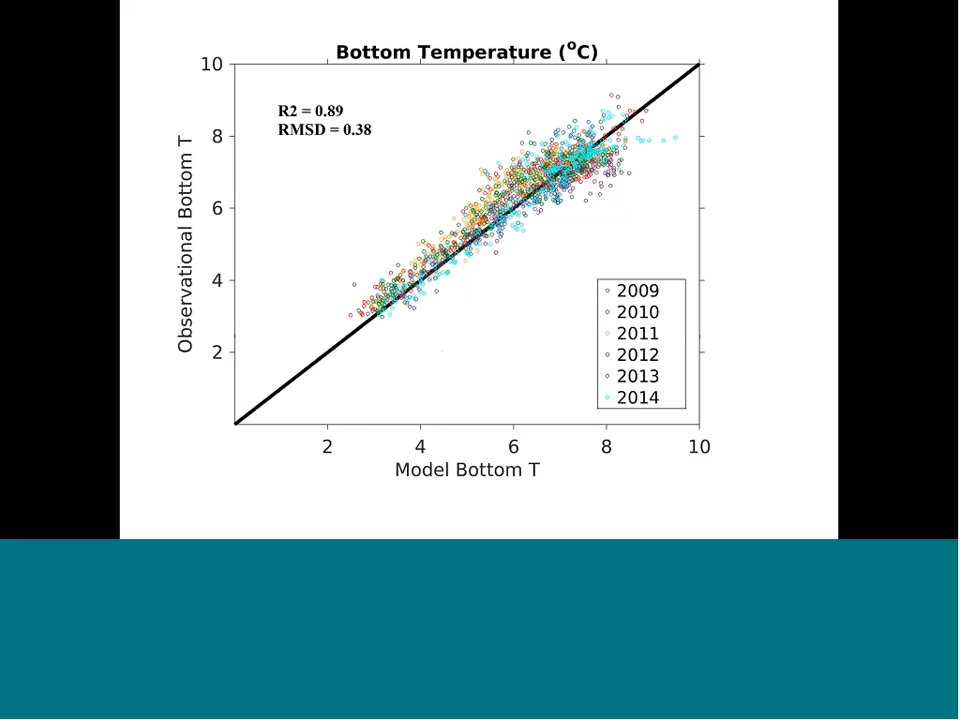 Bottom Temperature (°C)
R2 = 0.89
RMSD = 0.38
10
8
6
4
2
Observational Bottom T
2009
2010
2011
2012
2013
2014
2 4 6 8 10
Model Bottom T